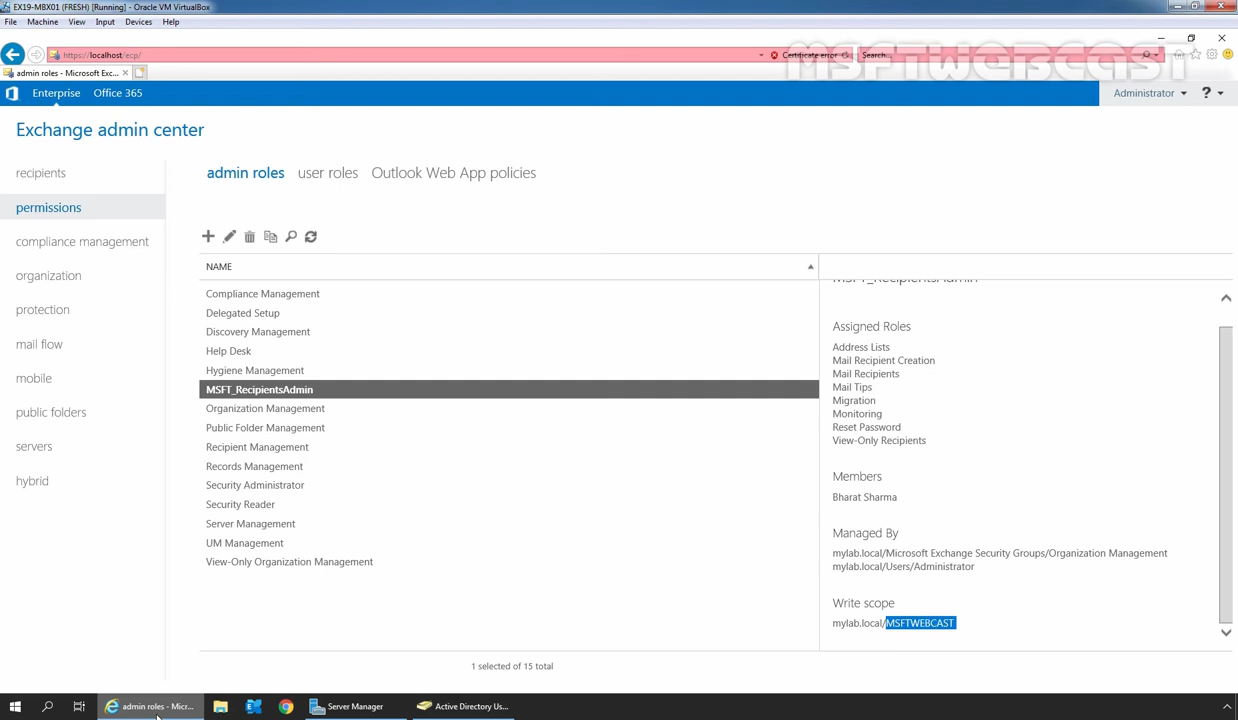 EX19-MBX01 (FRESH) [Running] - Oracle VM VirtualBox
File Machine View Input Devices Help
https://localhost/ecp/
Certificate error
Search...
MSFTWEBCAST
admin roles - Microsoft Exc...
Enterprise Office 365
Administrator ?
Exchange admin center
recipients
permissions
compliance management
organization
protection
mail flow
mobile
public folders
servers
hybrid
admin roles user roles Outlook Web App policies
NAME
Compliance Management
Delegated Setup
Discovery Management
Help Desk
Hygiene Management
MSFT_RecipientsAdmin
Organization Management
Public Folder Management
Recipient Management
Records Management
Security Administrator
Security Reader
Server Management
UM Management
View-Only Organization Management
1 selected of 15 total
MSFT_RecipientsAdmin
Assigned Roles
Address Lists
Mail Recipient Creation
Mail Recipients
Mail Tips
Migration
Monitoring
Reset Password
View-Only Recipients
Members
Bharat Sharma
Managed By
mylab.local/Microsoft Exchange Security Groups/Organization Management
mylab.local/Users/Administrator
Write scope
mylab.local/MSFTWEBCAST
admin roles - Micr...
Server Manager
Active Directory Us...